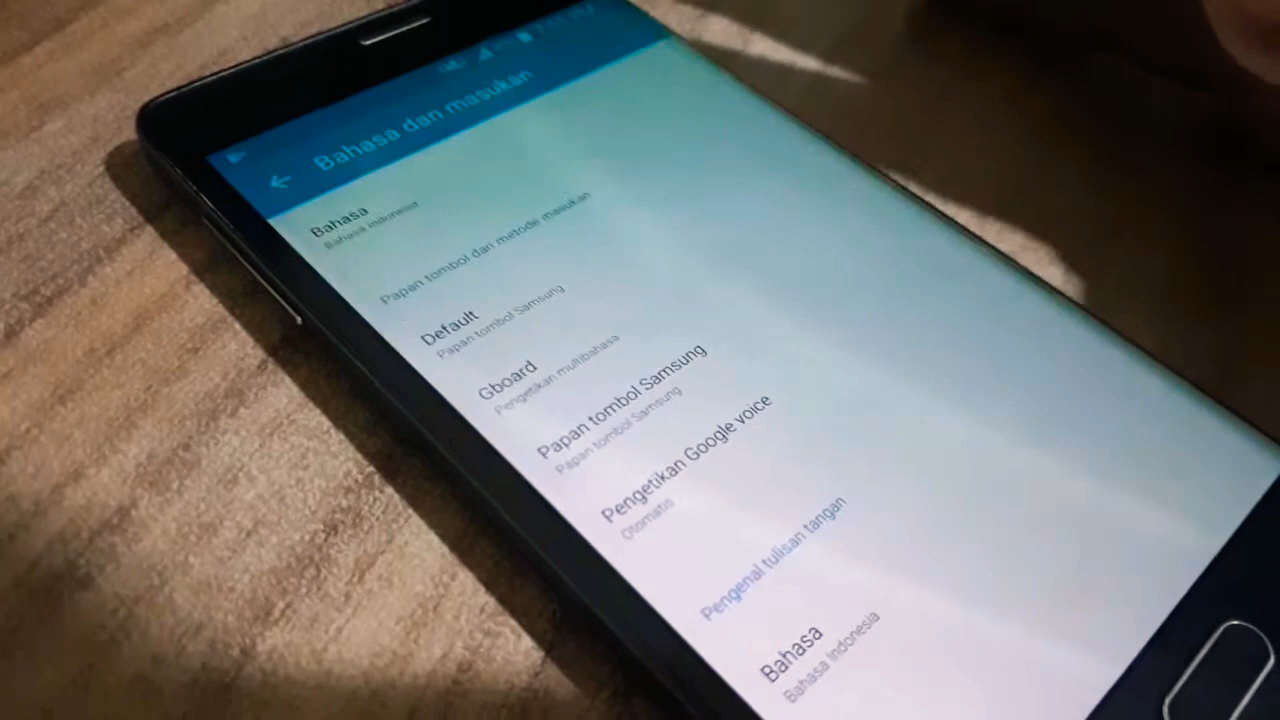 Bahasa dan masukan
Bahasa
Bahasa Indonesia
Papan tombol dan metode masukan
Default
Papan tombol Samsung
Gboard
Pengetikan multibahasa
Papan tombol Samsung
Papan tombol Samsung
Pengetikan Google voice
Otomatis
Pengenal tulisan tangan
Bahasa
Bahasa Indonesia